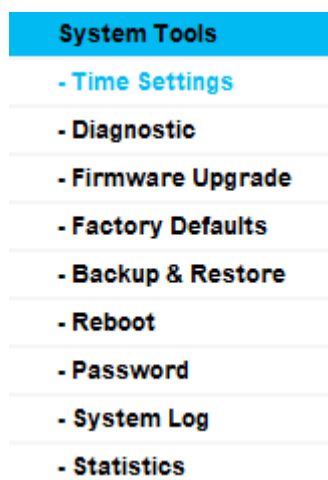 System Tools
- Time Settings
- Diagnostic
- Firmware Upgrade
- Factory Defaults
- Backup & Restore
- Reboot
- Password
- System Log
- Statistics